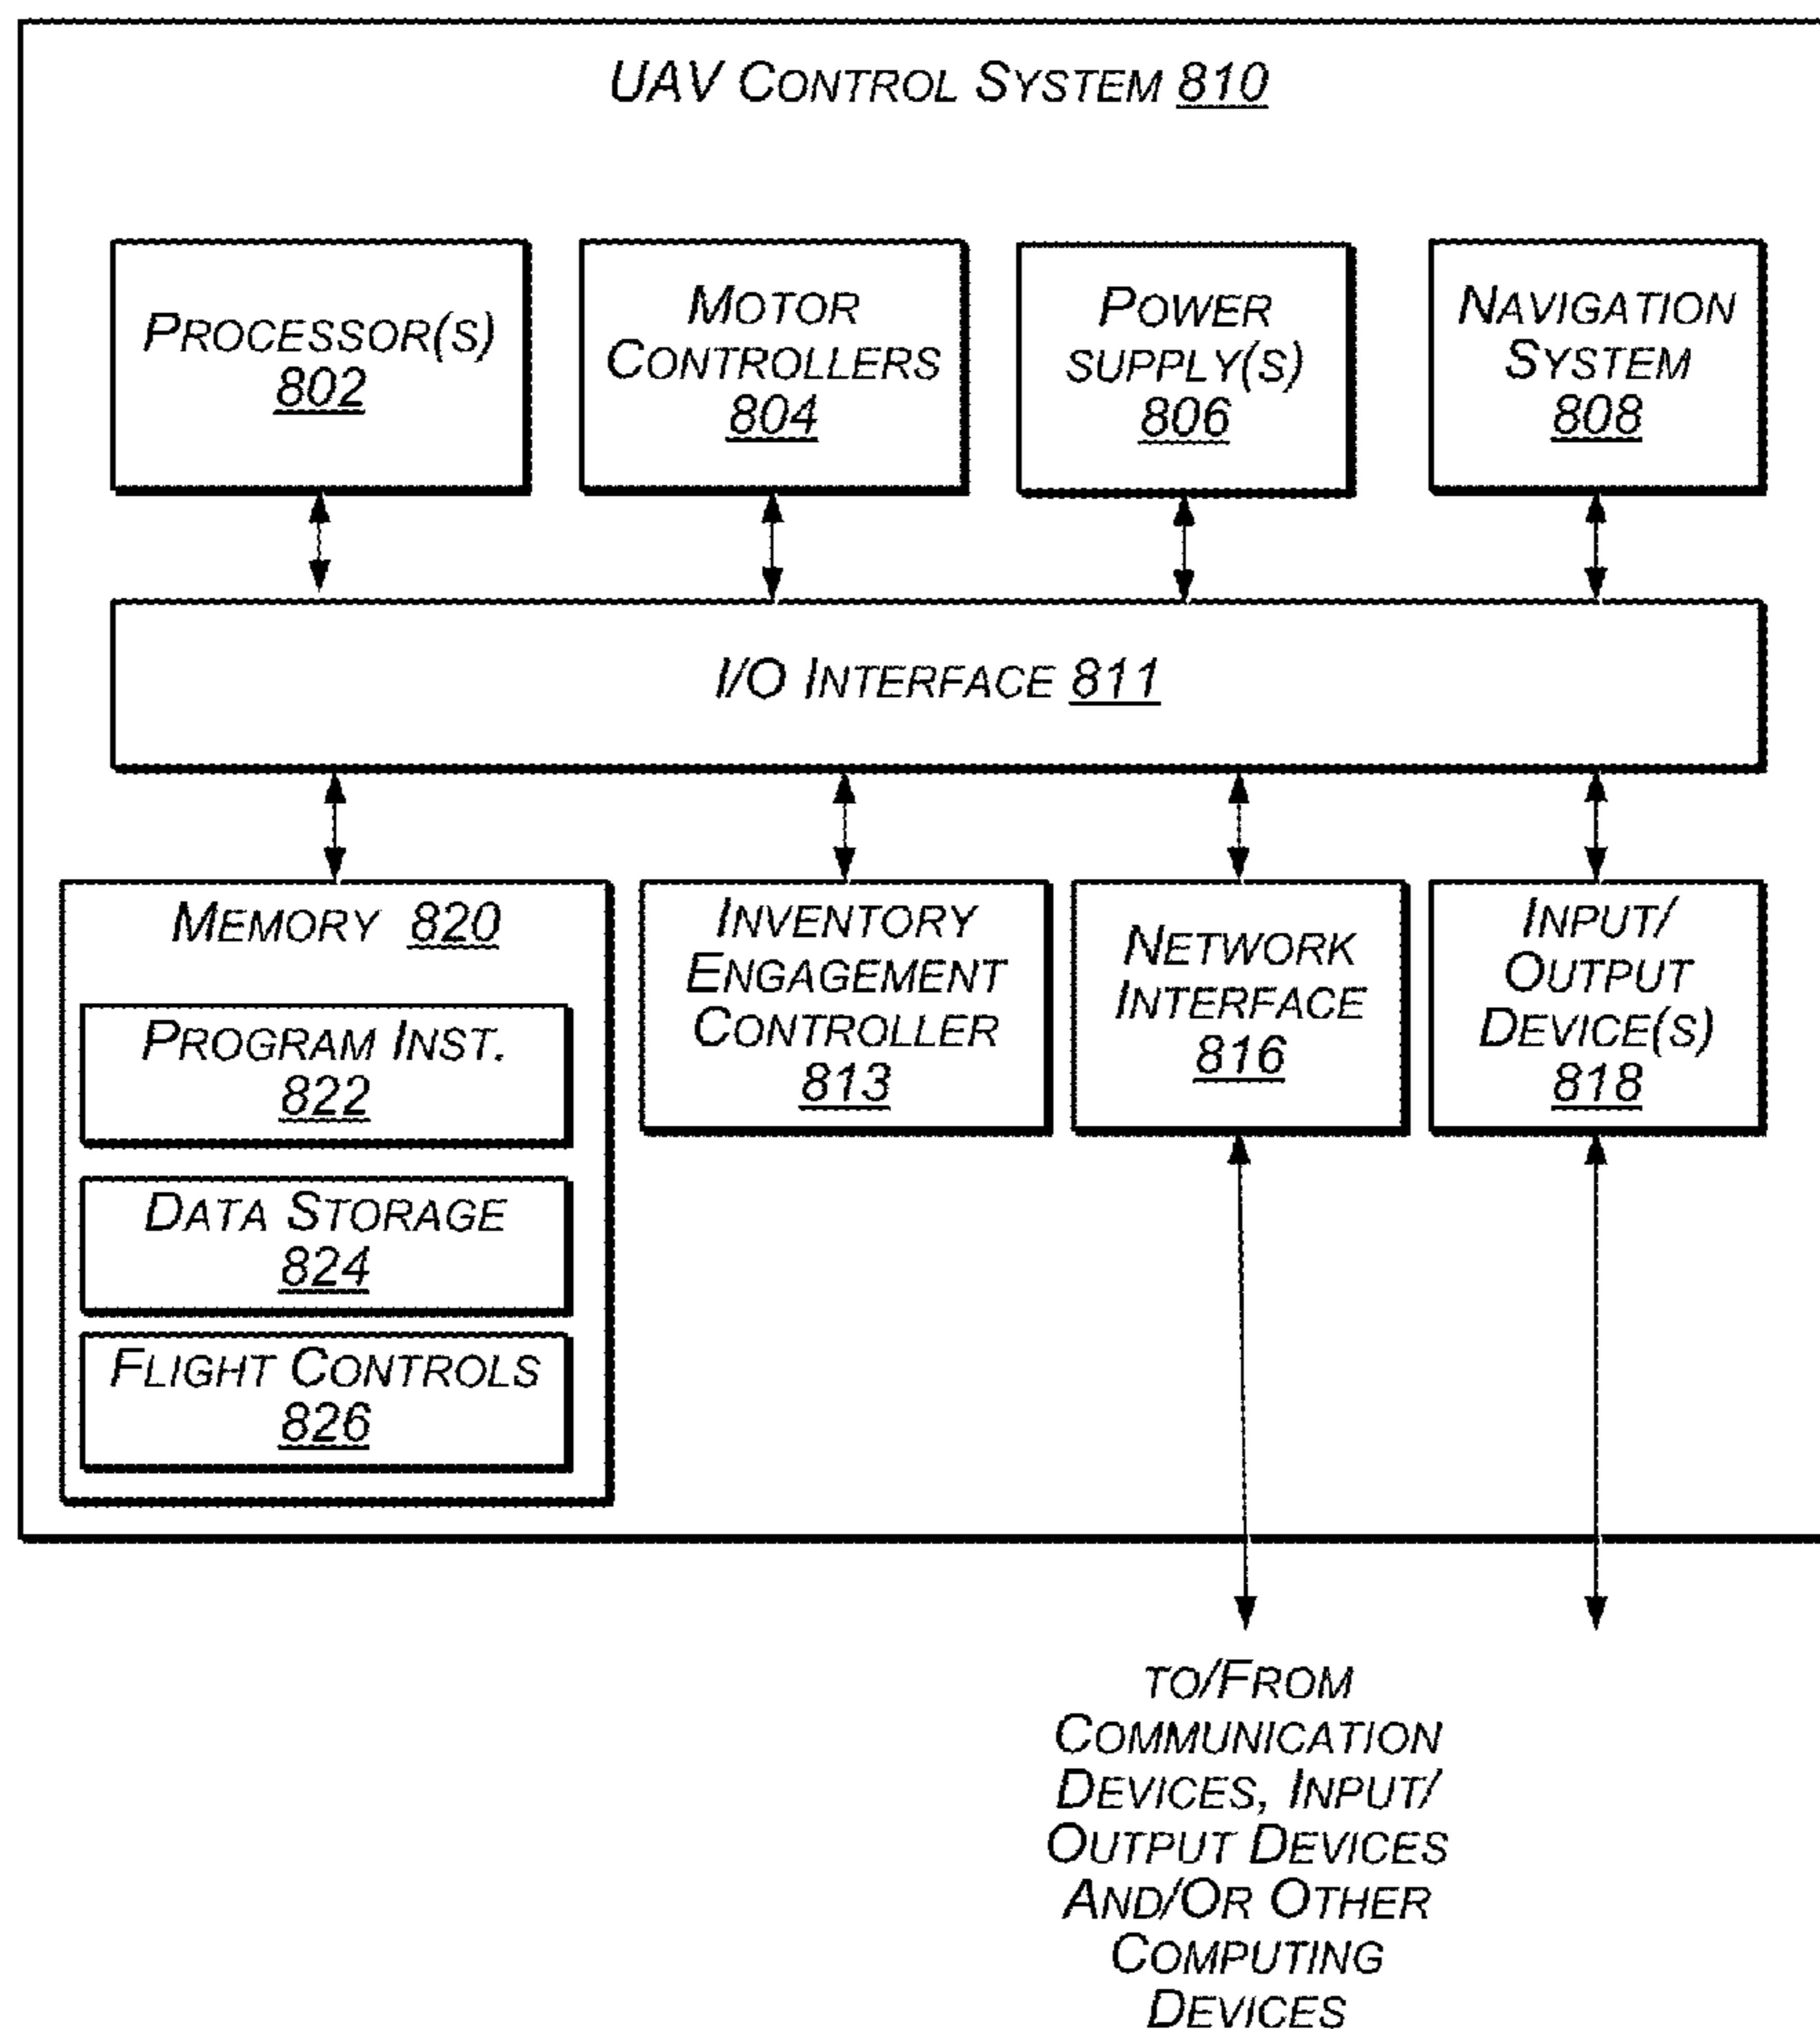 UAV CONTROL SYSTEM 810
PROCESSOR(S)
802
MOTOR
CONTROLLERS
804
POWER
SUPPLY(S)
806
NAVIGATION
SYSTEM
808
I/O INTERFACE 811
MEMORY 820
PROGRAM INST.
822
DATA STORAGE
824
FLIGHT CONTROLS
826
INVENTORY
ENGAGEMENT
CONTROLLER
813
NETWORK
INTERFACE
816
INPUT/
OUTPUT
DEVICE(S)
818
TO/FROM
COMMUNICATION
DEVICES, INPUT/
OUTPUT DEVICES
AND/OR OTHER
COMPUTING
DEVICES